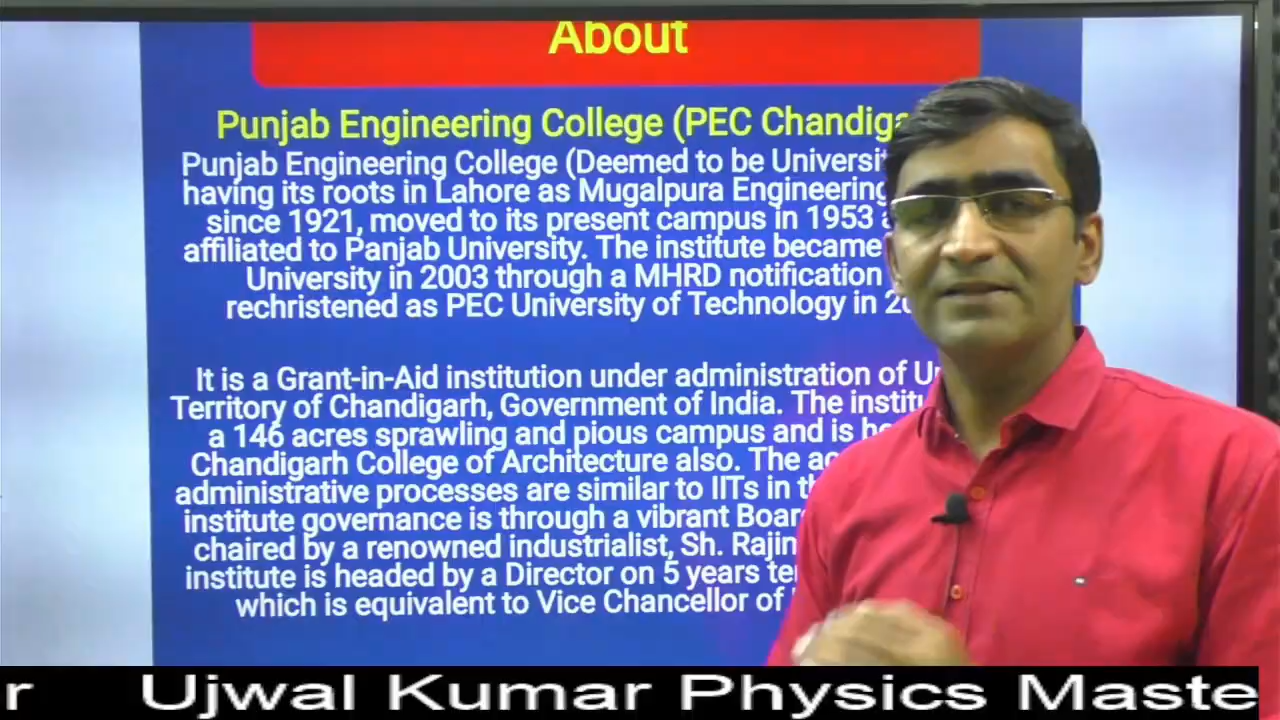 About
Punjab Engineering College (PEC Chandiga
Punjab Engineering College (Deemed to be Universit
having its roots in Lahore as Mugalpura Engineering
since 1921, moved to its present campus in 1953 a
affiliated to Panjab University. The institute became
University in 2003 through a MHRD notification
rechristened as PEC University of Technology in 20
It is a Grant-in-Aid institution under administration of Un
Territory of Chandigarh, Government of India. The institu
a 146 acres sprawling and pious campus and is ho
Chandigarh College of Architecture also. The ac
administrative processes are similar to IITs in th
institute governance is through a vibrant Boar
chaired by a renowned industrialist, Sh. Rajin
institute is headed by a Director on 5 years te
which is equivalent to Vice Chancellor of
r Ujwal Kumar Physics Maste